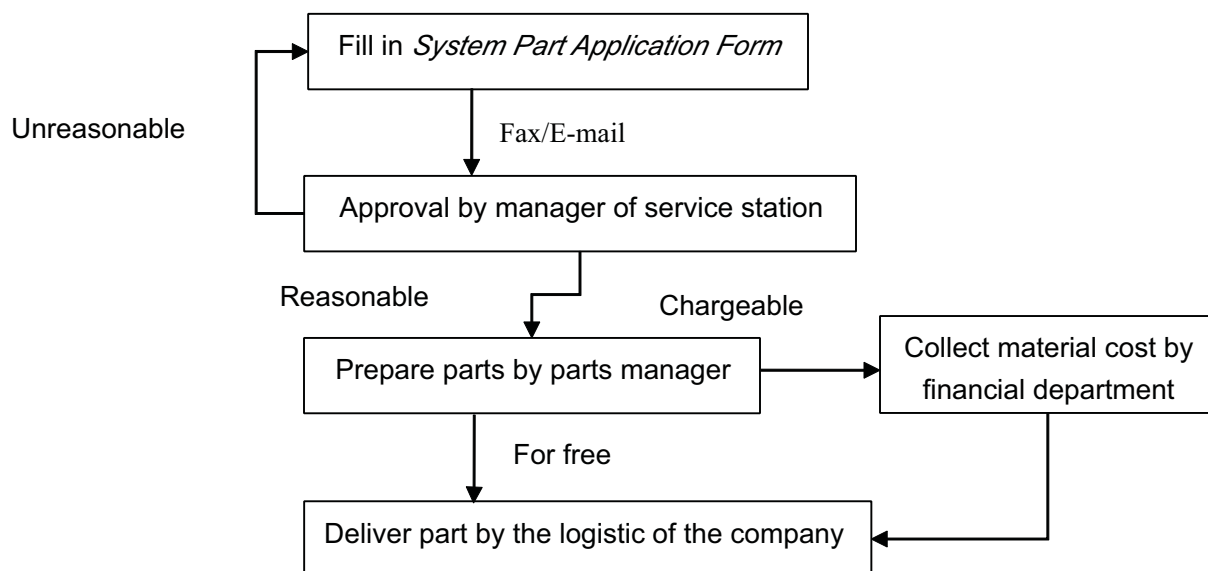 Fill in System Part Application Form
Unreasonable
Fax/E-mail
Approval by manager of service station
Reasonable
Chargeable
Prepare parts by parts manager
Collect material cost by
financial department
For free
Deliver part by the logistic of the company